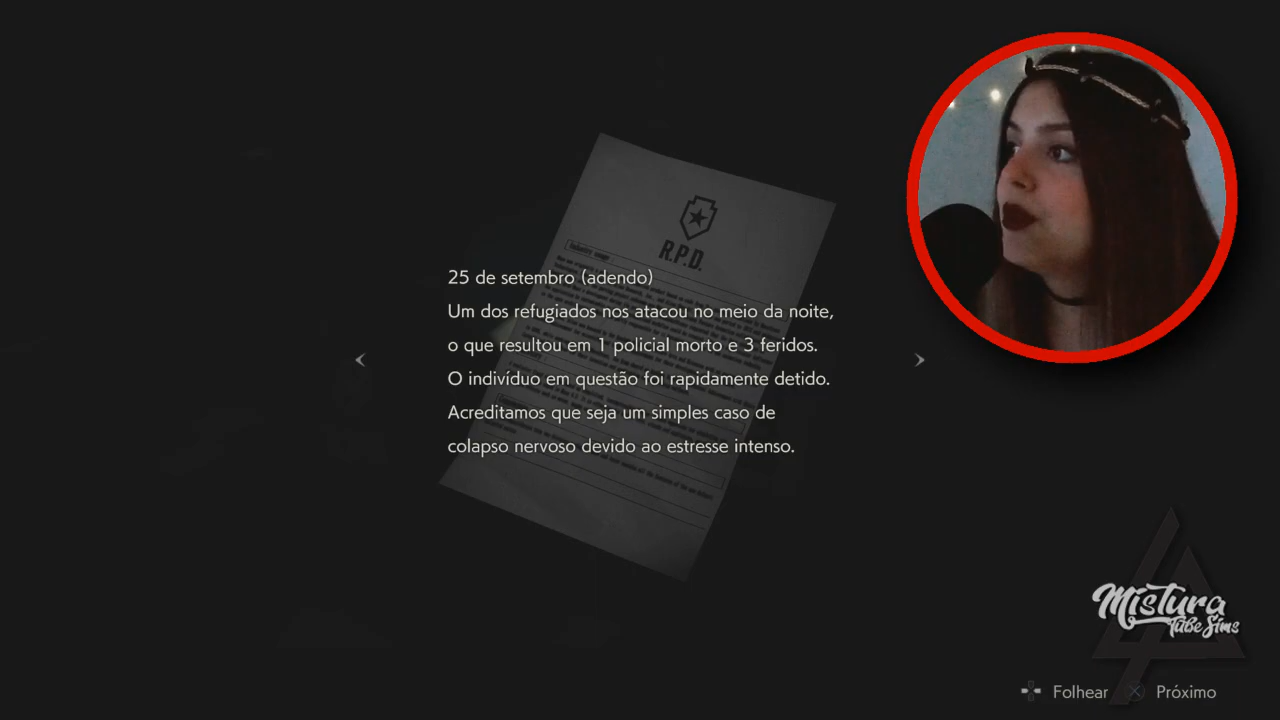 R.P.D.
25 de setembro (adendo)
Um dos refugiados nos atacou no meio da noite,
o que resultou em 1 policial morto e 3 feridos.
O indivíduo em questão foi rapidamente detido.
Acreditamos que seja um simples caso de
colapso nervoso devido ao estresse intenso.
Mistura
Tube Sims
Folhear
Próximo